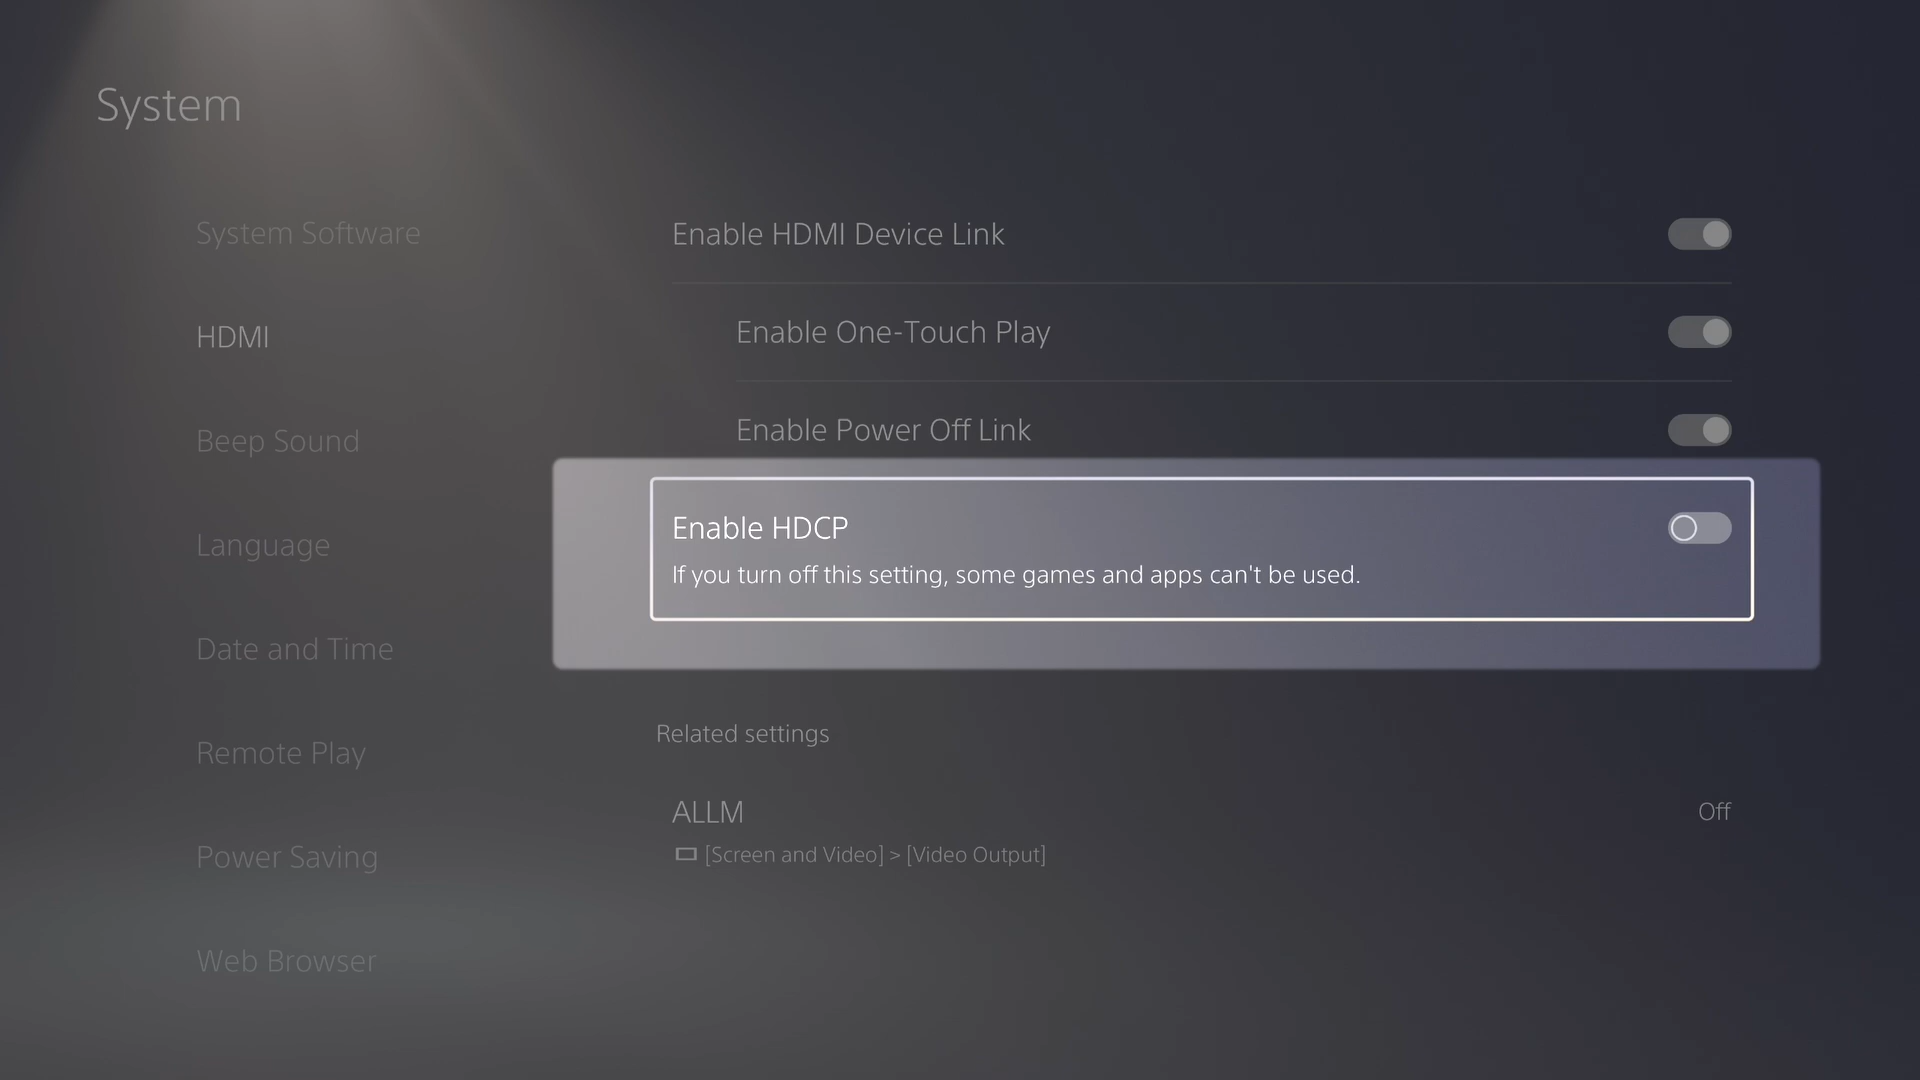 System
System Software
HDMI
Beep Sound
Language
Date and Time
Remote Play
Power Saving
Web Browser
Enable HDMI Device Link
Enable One-Touch Play
Enable Power Off Link
Enable HDCP
If you turn off this setting, some games and apps can't be used.
Related settings
ALLM Off
[Screen and Video] > [Video Output]